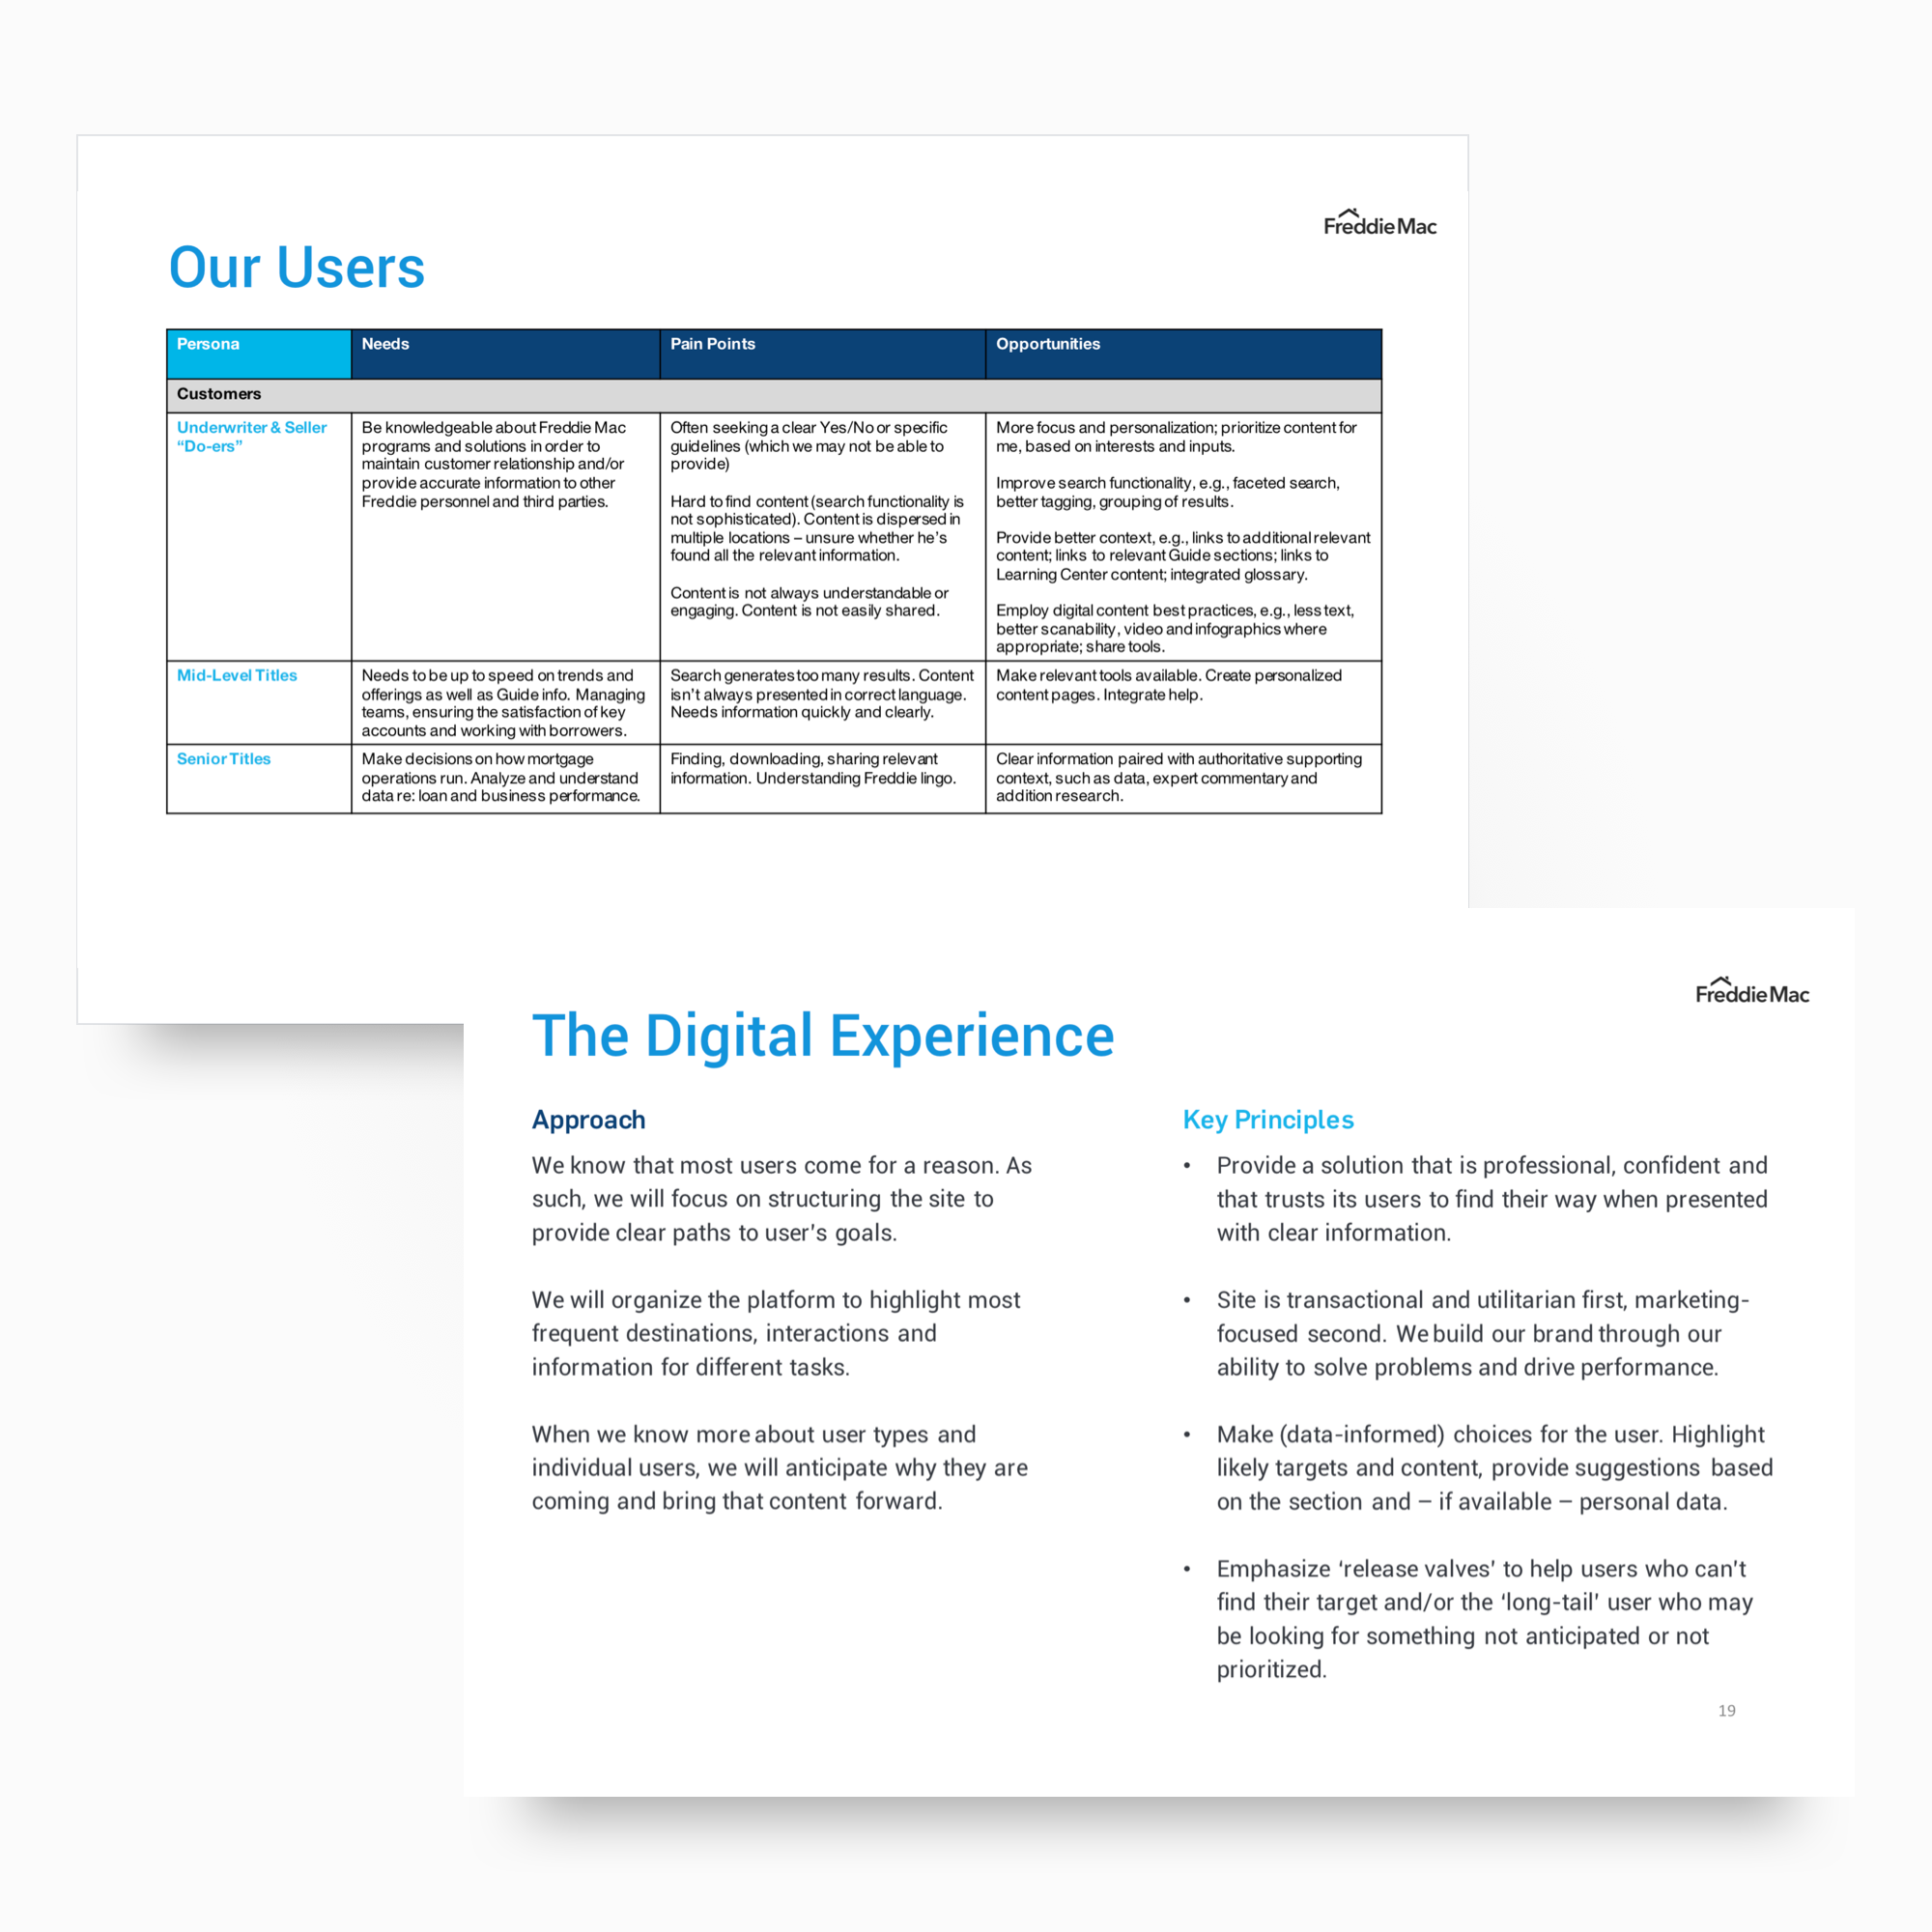 FreddieMac
Our Users
Persona
Needs
Pain Points
Opportunities
Customers
Underwriter & Seller
“Do-ers”
Be knowledgeable about Freddie Mac
programs and solutions in order to
maintain customer relationship and/or
provide accurate information to other
Freddie personnel and third parties.
Often seeking a clear Yes/No or specific
guidelines (which we may not be able to
provide)
Hard to find content (search functionality is
not sophisticated). Content is dispersed in
multiple locations – unsure whether he’s
found all the relevant information.
Content is not always understandable or
engaging. Content is not easily shared.
More focus and personalization; prioritize content for
me, based on interests and inputs.
Improve search functionality, e.g., faceted search,
better tagging, grouping of results.
Provide better context, e.g., links to additional relevant
content; links to relevant Guide sections; links to
Learning Center content; integrated glossary.
Employ digital content best practices, e.g., less text,
better scanability, video and infographics where
appropriate; share tools.
Mid-Level Titles
Needs to be up to speed on trends and
offerings as well as Guide info. Managing
teams, ensuring the satisfaction of key
accounts and working with borrowers.
Search generates too many results. Content
isn’t always presented in correct language.
Needs information quickly and clearly.
Make relevant tools available. Create personalized
content pages. Integrate help.
Senior Titles
Make decisions on how mortgage
operations run. Analyze and understand
data re: loan and business performance.
Finding, downloading, sharing relevant
information. Understanding Freddie lingo.
Clear information paired with authoritative supporting
context, such as data, expert commentary and
addition research.
FreddieMac
The Digital Experience
Approach
We know that most users come for a reason. As
such, we will focus on structuring the site to
provide clear paths to user’s goals.
We will organize the platform to highlight most
frequent destinations, interactions and
information for different tasks.
When we know more about user types and
individual users, we will anticipate why they are
coming and bring that content forward.
Key Principles
• Provide a solution that is professional, confident and
that trusts its users to find their way when presented
with clear information.
• Site is transactional and utilitarian first, marketing-
focused second. We build our brand through our
ability to solve problems and drive performance.
• Make (data-informed) choices for the user. Highlight
likely targets and content, provide suggestions based
on the section and – if available – personal data.
• Emphasize ‘release valves’ to help users who can’t
find their target and/or the ‘long-tail’ user who may
be looking for something not anticipated or not
prioritized.
19